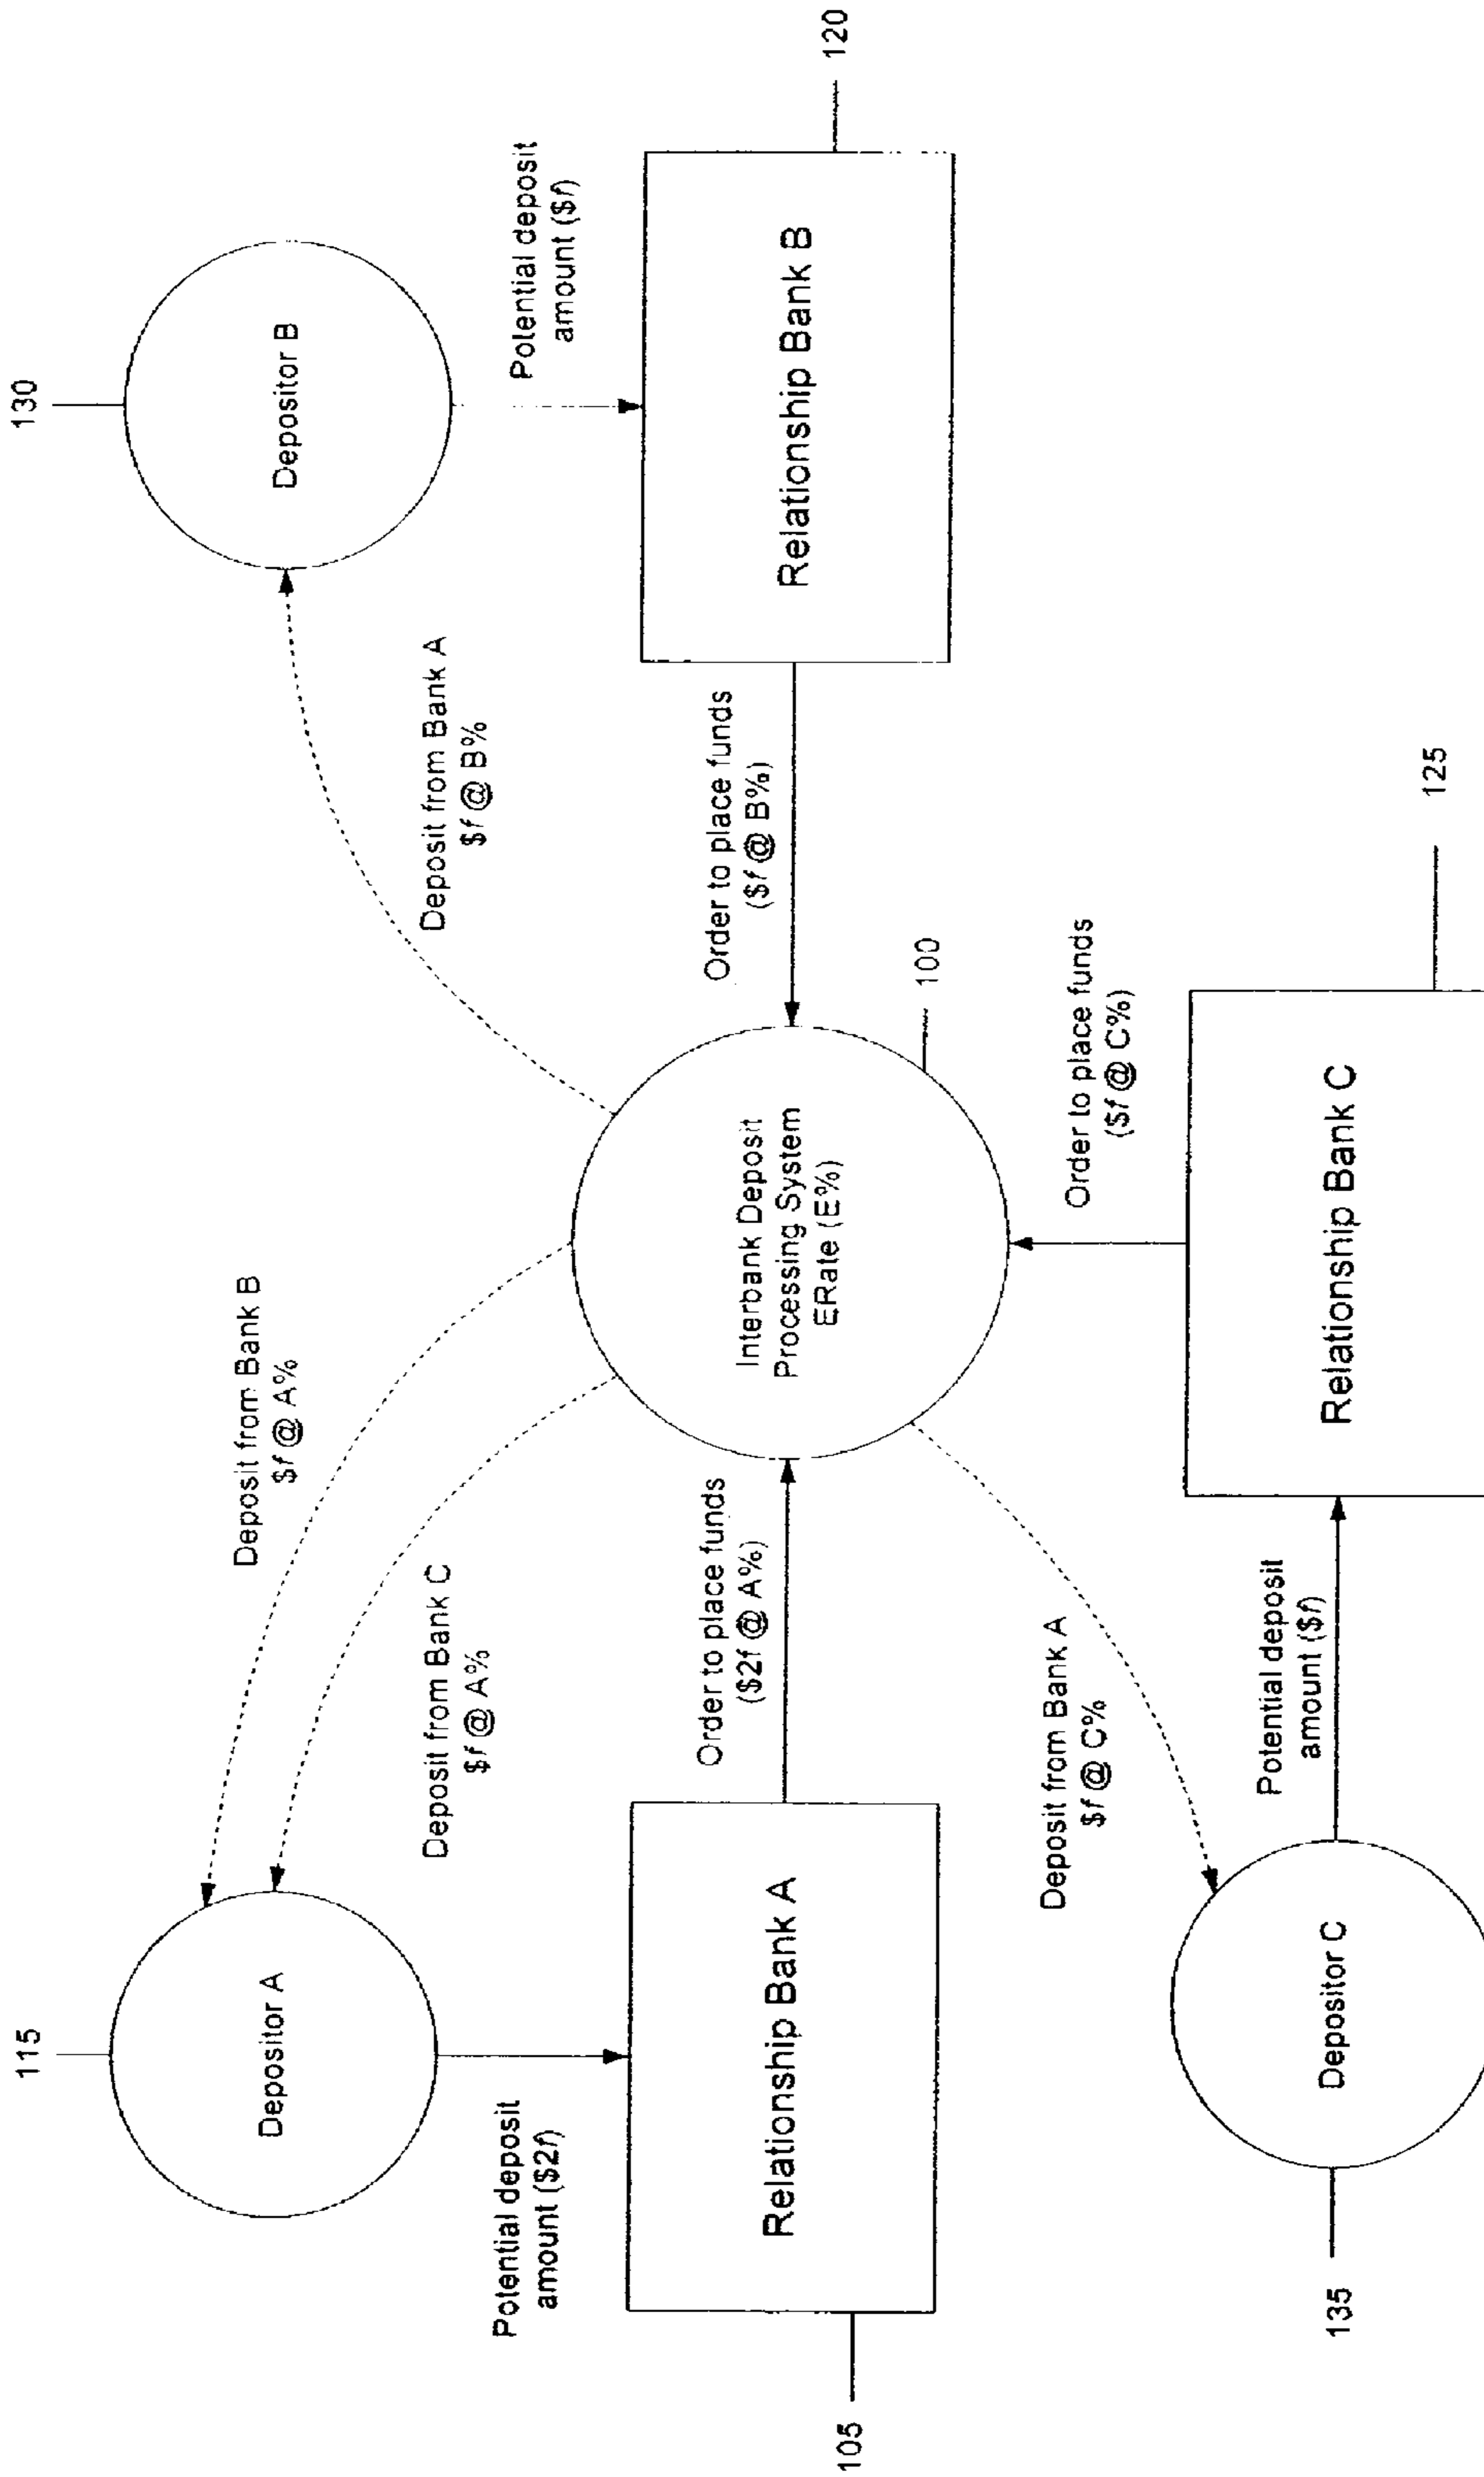 115
130
Depositor A
Depositor B
Deposit from Bank B
$f @ A%
Deposit from Bank C
$f @ A%
Deposit from Bank A
$f @ B%
Potential deposit
amount ($2f)
Potential deposit
amount ($f)
Relationship Bank A
105
Order to place funds
($2f @ A%)
Interbank Deposit
Processing System
ERate (E%)
100
Order to place funds
($f @ B%)
Relationship Bank B
120
Deposit from Bank A
$f @ C%
Order to place funds
($f @ C%)
Depositor C
135
Potential deposit
amount ($f)
Relationship Bank C
125